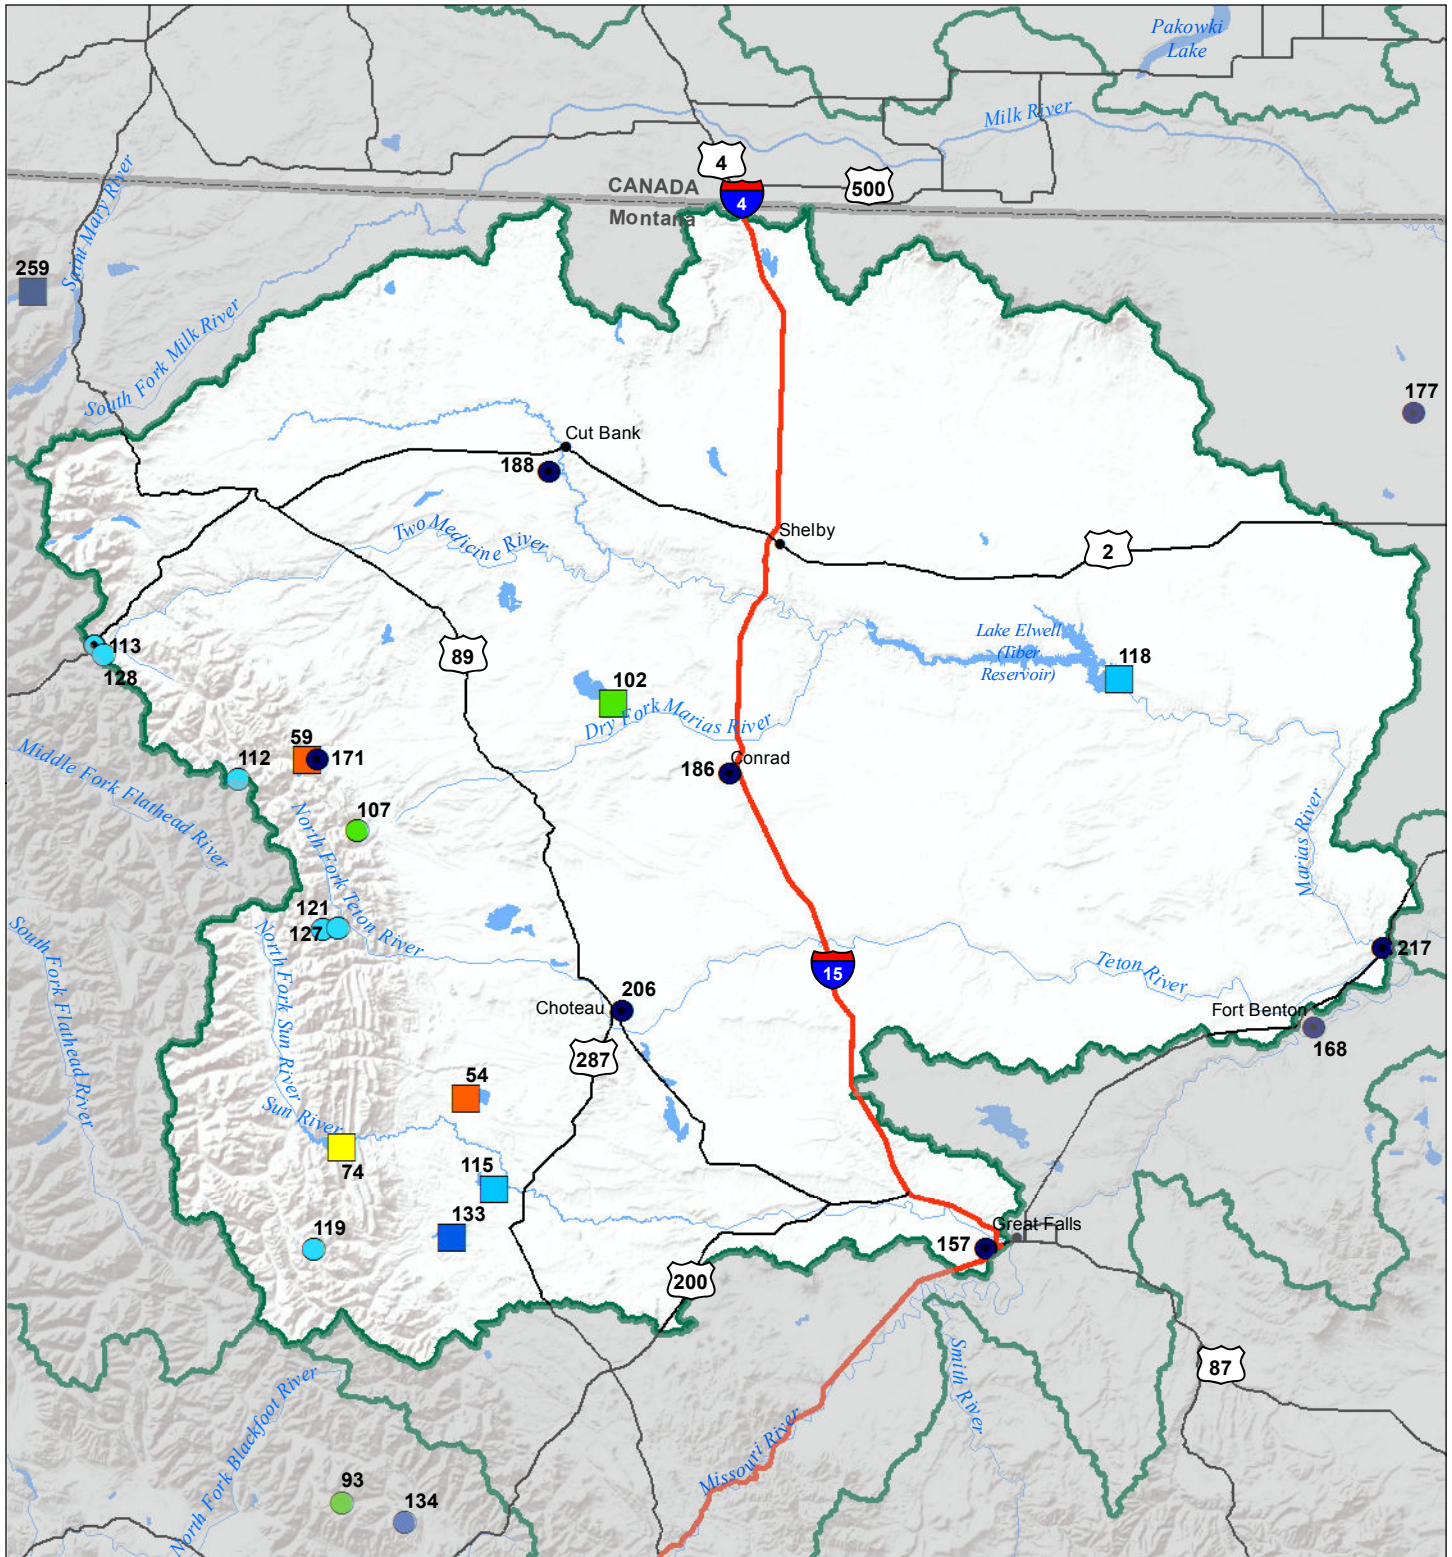 Pakowki
Lake
Milk River
4
CANADA
500
4
Montana
Saint Mary River
259
South Fork Milk River
177
Cut Bank
188
Two Medicine River
Shelby
2
113
128
89
Lake Elwell
(Tiber
Reservoir)
118
102
Dry Fork Marias River
59
171
112
Conrad
186
Middle Fork Flathead River
107
North Fork Teton River
Marias River
121
127
South Fork Flathead River
North Fork Sun River
15
217
Teton River
206
Choteau
Fort Benton
168
287
54
Sun River
74
115
133
119
Great Falls
157
200
Smith River
87
North Fork Blackfoot River
Missouri River
93
134